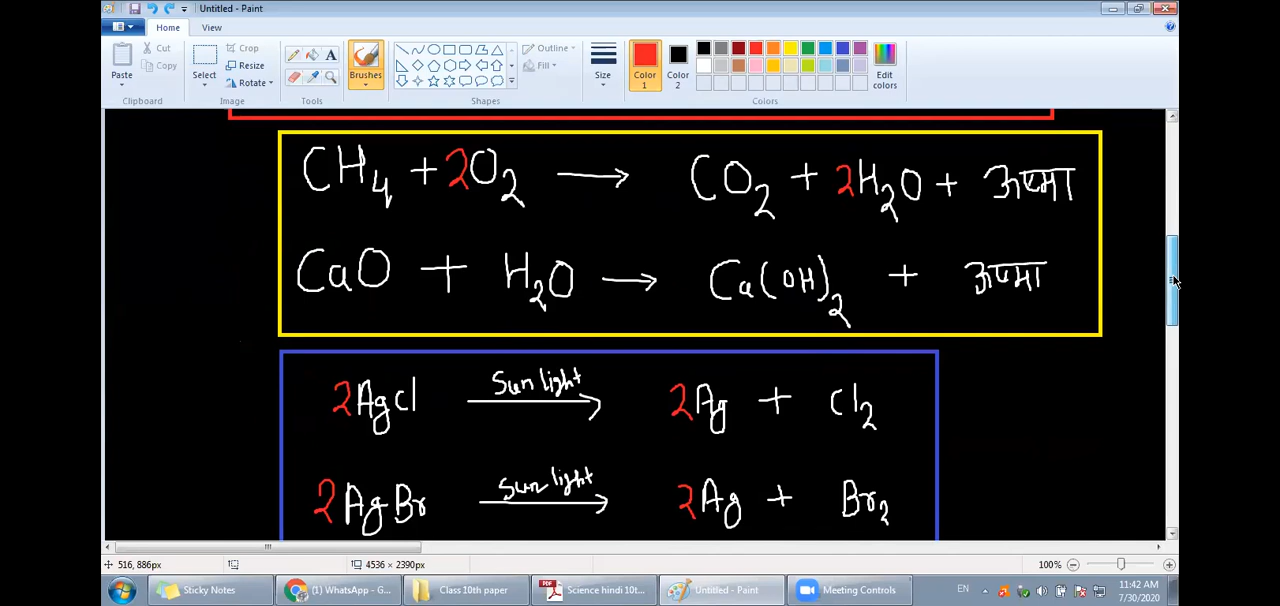 Untitled - Paint
Home View
Cut
Copy
Paste
Clipboard
Crop
Resize
Rotate
Select
Image
A
Tools
Brushes
Outline
Fill
Shapes
Size
Color 1
Color 2
Edit colors
Colors
CH4 + 2O2 → CO2 + 2H2O + ऊष्मा
CaO + H2O → Ca(OH)2 + ऊष्मा
Sun light
2AgCl → 2Ag + Cl2
Sun light
2AgBr → 2Ag + Br2
516, 886px 4536 × 2390px 100%
Sticky Notes (1) WhatsApp - G... Class 10th paper Science hindi 10t... Untitled - Paint Meeting Controls EN 11:42 AM
7/30/2020